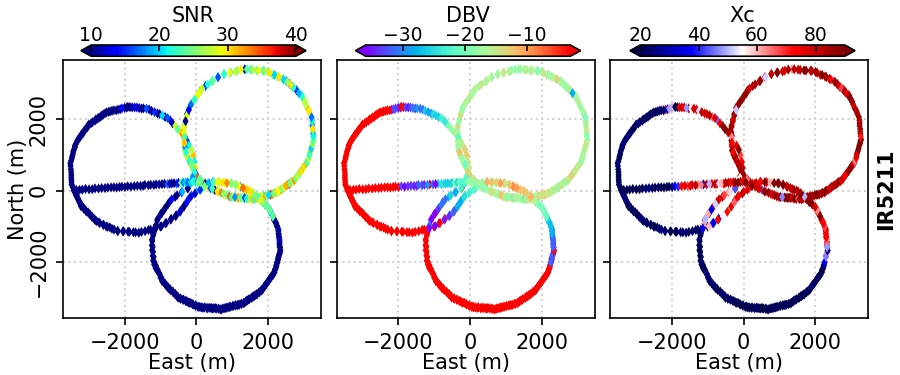 SNR
DBV
Xc
10 20 30 40
−30 −20 −10
20 40 60 80
North (m)
2000
0
−2000
−2000 0 2000
−2000 0 2000
−2000 0 2000
East (m)
East (m)
East (m)
IR5211